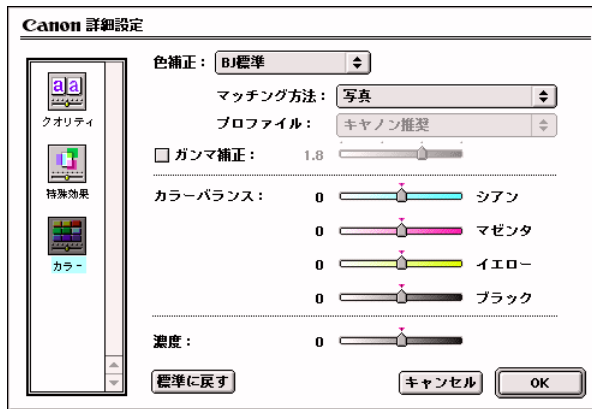 Canon 詳細設定
クオリティ
特殊効果
カラー
色補正： BJ標準
マッチング方法： 写真
プロファイル： キヤノン推奨
ガンマ補正： 1.8
カラーバランス： 0 シアン
0 マゼンタ
0 イエロー
0 ブラック
濃度： 0
標準に戻す キャンセル OK